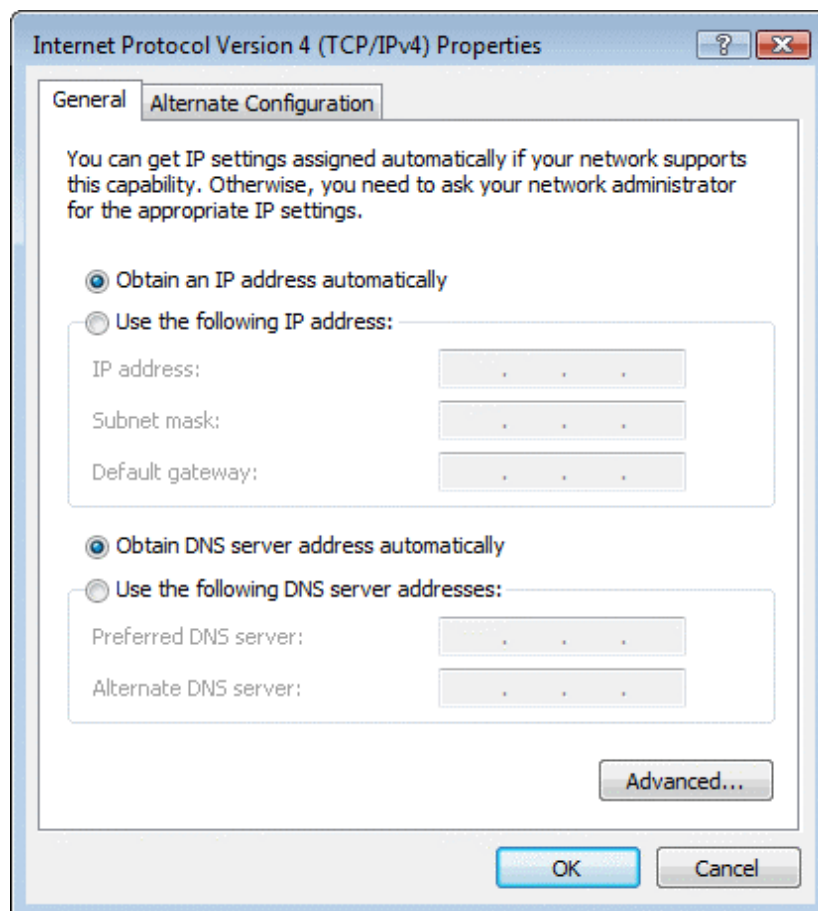 Internet Protocol Version 4 (TCP/IPv4) Properties
General
Alternate Configuration
You can get IP settings assigned automatically if your network supports
this capability. Otherwise, you need to ask your network administrator
for the appropriate IP settings.
Obtain an IP address automatically
Use the following IP address:
IP address:
Subnet mask:
Default gateway:
Obtain DNS server address automatically
Use the following DNS server addresses:
Preferred DNS server:
Alternate DNS server:
Advanced...
OK
Cancel